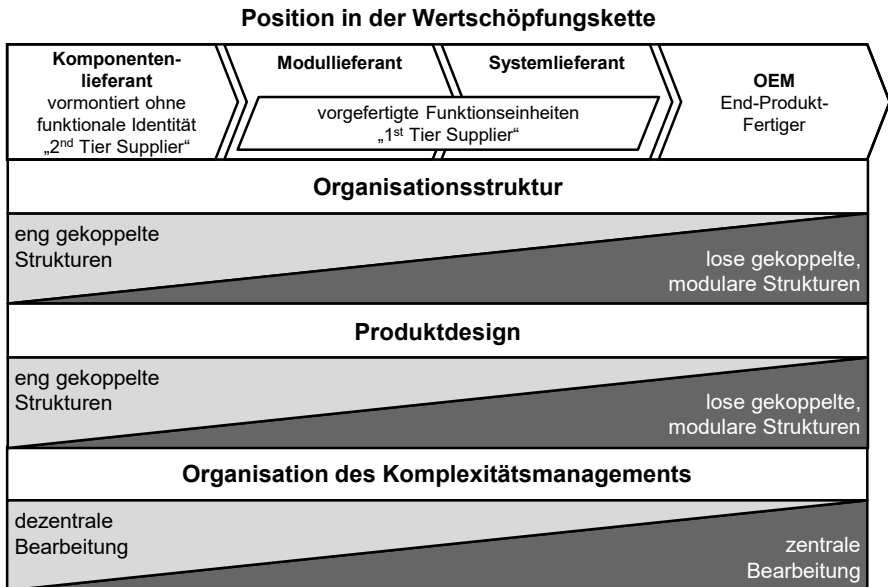 Position in der Wertschöpfungskette
Komponenten-
lieferant
vormontiert ohne
funktionale Identität
„2nd Tier Supplier“
Modullieferant
Systemlieferant
vorgefertigte Funktionseinheiten
„1st Tier Supplier“
OEM
End-Produkt-
Fertiger
Organisationsstruktur
eng gekoppelte
Strukturen
lose gekoppelte,
modulare Strukturen
Produktdesign
eng gekoppelte
Strukturen
lose gekoppelte,
modulare Strukturen
Organisation des Komplexitätsmanagements
dezentrale
Bearbeitung
zentrale
Bearbeitung